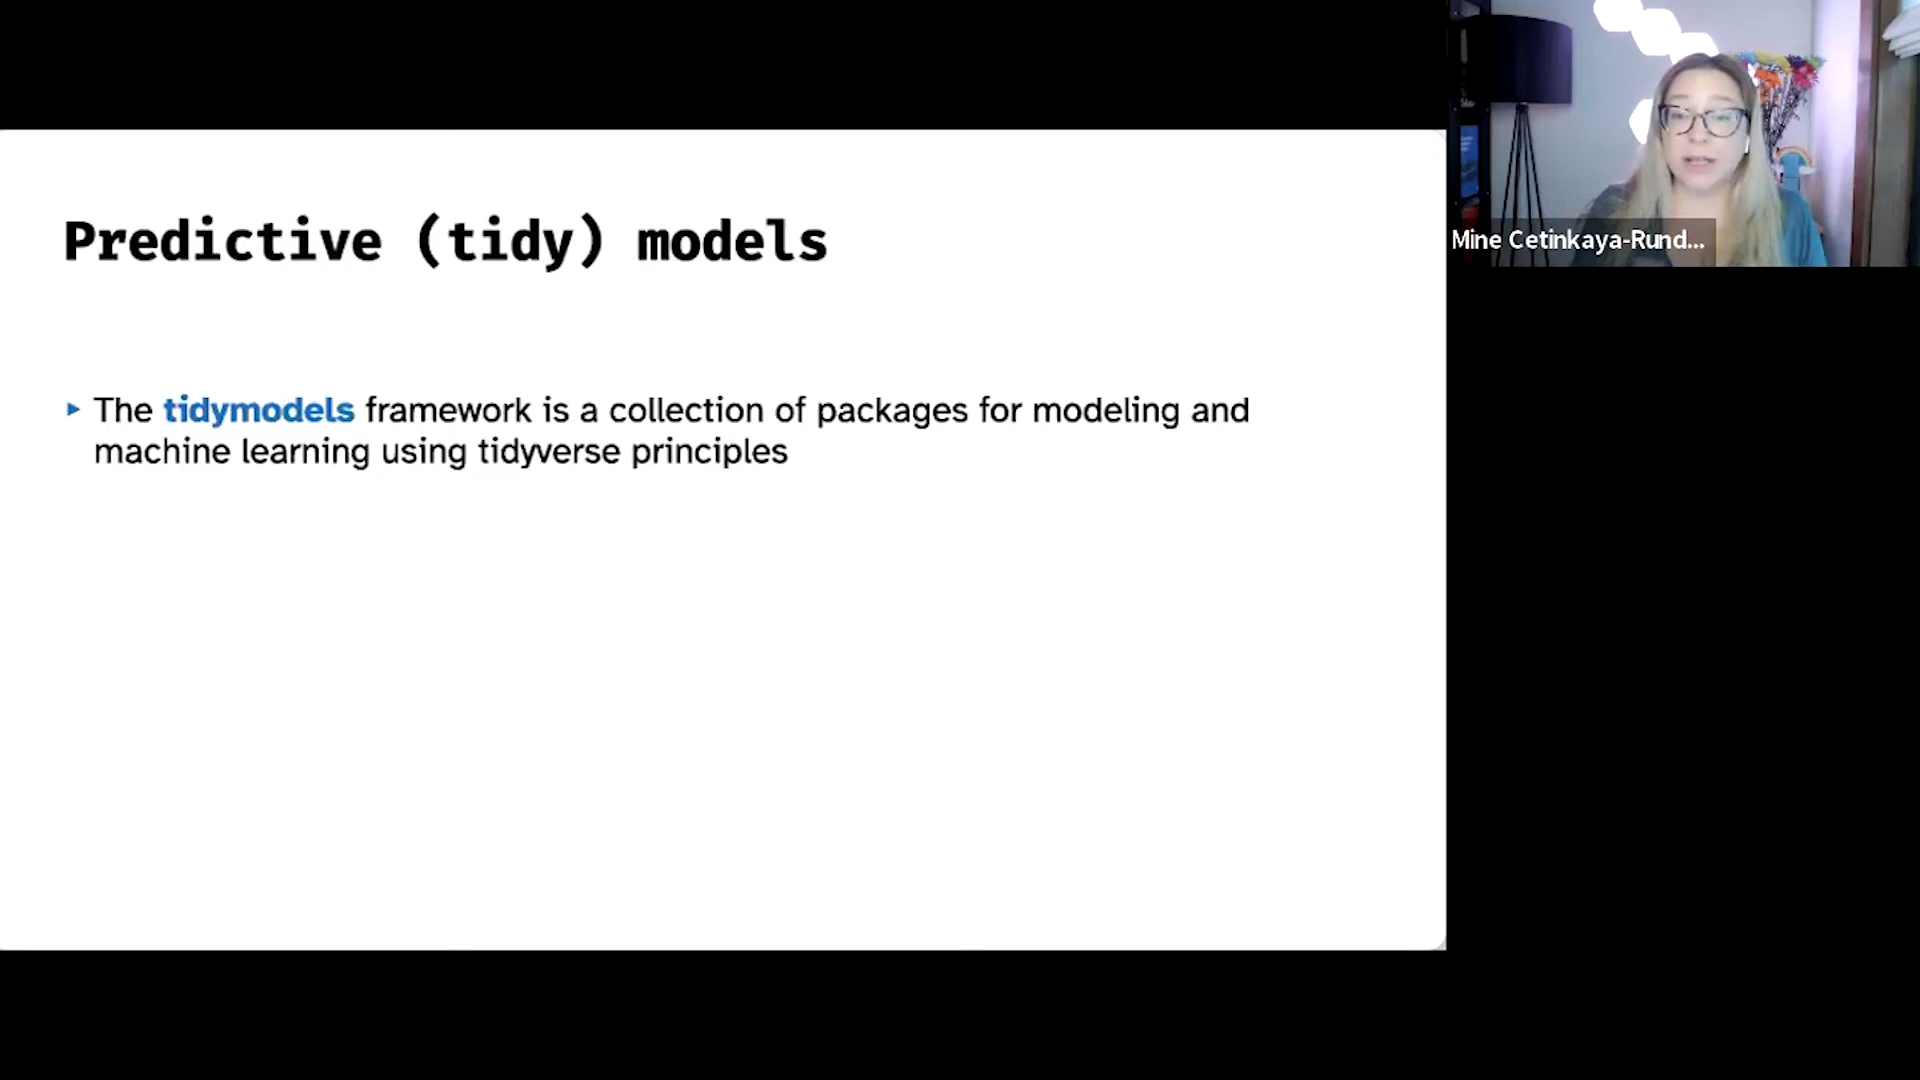 Predictive (tidy) models
The tidymodels framework is a collection of packages for modeling and
machine learning using tidyverse principles
Mine Cetinkaya-Rund...